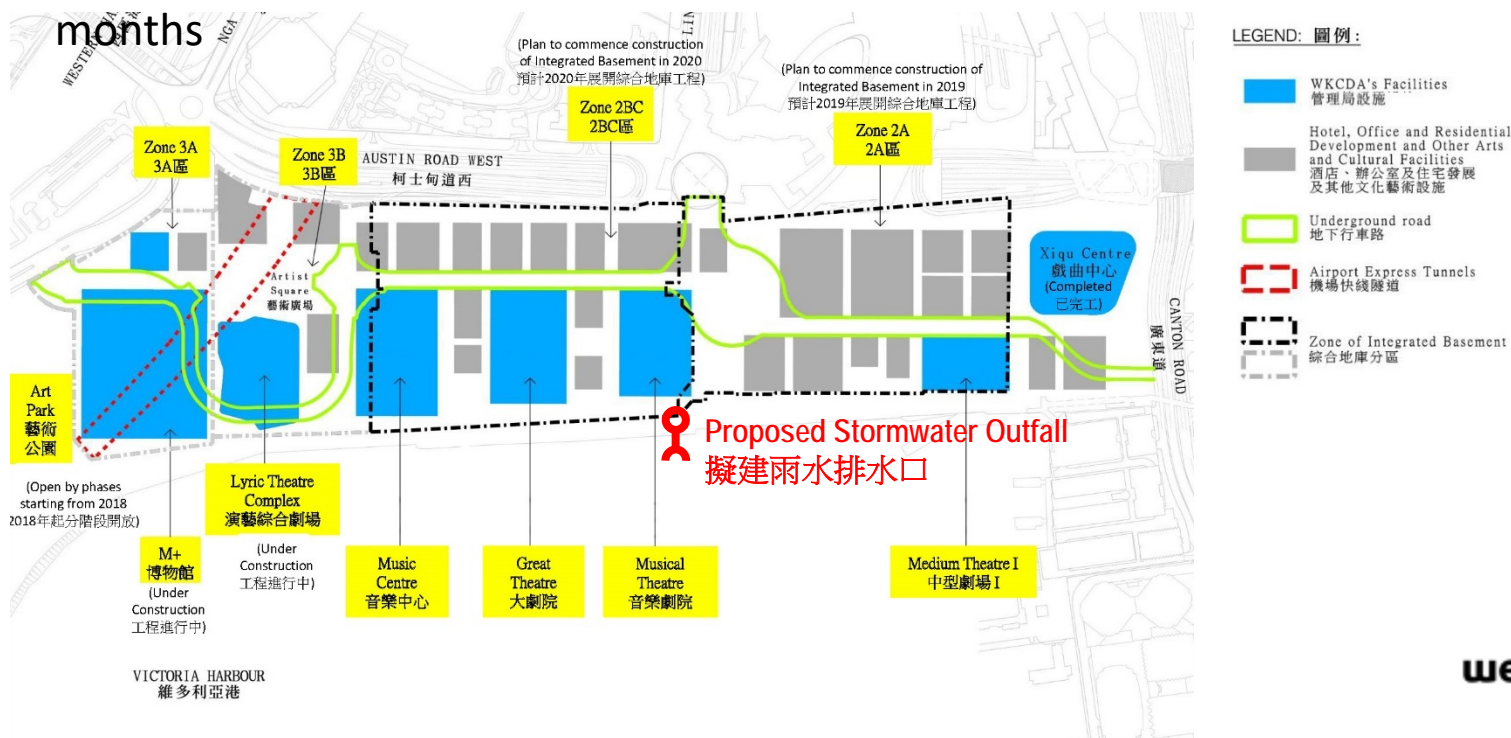 months
WESTERN
NGA
LIN
(Plan to commence construction
of Integrated Basement in 2020
預計2020年展開綜合地庫工程)
(Plan to commence construction of
Integrated Basement in 2019
預計2019年展開綜合地庫工程)
Zone 2BC
2BC區
Zone 2A
2A區
Zone 3A
3A區
Zone 3B
3B區
AUSTIN ROAD WEST
柯士甸道西
Artist
Square
藝術廣場
Xiqu Centre
戲曲中心
(Completed
已完工)
CANTON ROAD
廣東道
Art
Park
藝術
公園
(Open by phases
starting from 2018
2018年起分階段開放)
Proposed Stormwater Outfall
擬建雨水排水口
M+
博物館
(Under
Construction
工程進行中)
Lyric Theatre
Complex
演藝綜合劇場
(Under
Construction
工程進行中)
Music
Centre
音樂中心
Great
Theatre
大劇院
Musical
Theatre
音樂劇院
Medium Theatre I
中型劇場 I
VICTORIA HARBOUR
維多利亞港
LEGEND: 圖例:
WKCDA's Facilities
管理局設施
Hotel, Office and Residential
Development and Other Arts
and Cultural Facilities
酒店、辦公室及住宅發展
及其他文化藝術設施
Underground road
地下行車路
Airport Express Tunnels
機場快綫隧道
Zone of Integrated Basement
綜合地庫分區
we